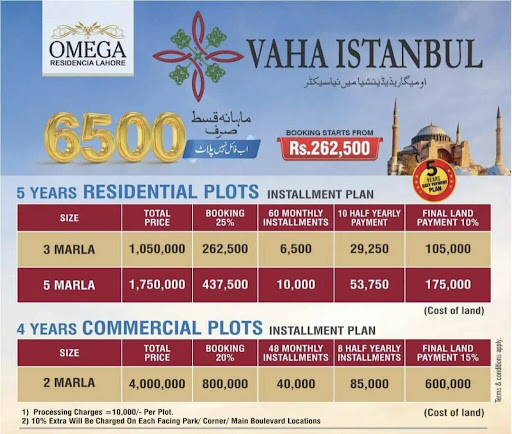 OMEGA
RESIDENCIA LAHORE
VAHA ISTANBUL
اومیگا ریذیڈینشیا میں نیا سیکٹر
6500
ماہانہ قسط
صرف
اب فائل نہیں پلاٹ
BOOKING STARTS FROM
Rs.262,500
5
YEARS
EASY PAYMENT
PLAN
5 YEARS RESIDENTIAL PLOTS INSTALLMENT PLAN
SIZE TOTAL PRICE BOOKING 25% 60 MONTHLY INSTALLMENTS 10 HALF YEARLY PAYMENT FINAL LAND PAYMENT 10%
3 MARLA 1,050,000 262,500 6,500 29,250 105,000
5 MARLA 1,750,000 437,500 10,000 53,750 175,000
(Cost of land)
4 YEARS COMMERCIAL PLOTS INSTALLMENT PLAN
SIZE TOTAL PRICE BOOKING 20% 48 MONTHLY INSTALLMENTS 8 HALF YEARLY INSTALLMENTS FINAL LAND PAYMENT 15%
2 MARLA 4,000,000 800,000 40,000 85,000 600,000
(Cost of land)
1) Processing Charges =10,000/- Per Plot.
2) 10% Extra Will Be Charged On Each Facing Park/ Corner/ Main Boulevard Locations
Terms & conditions apply.